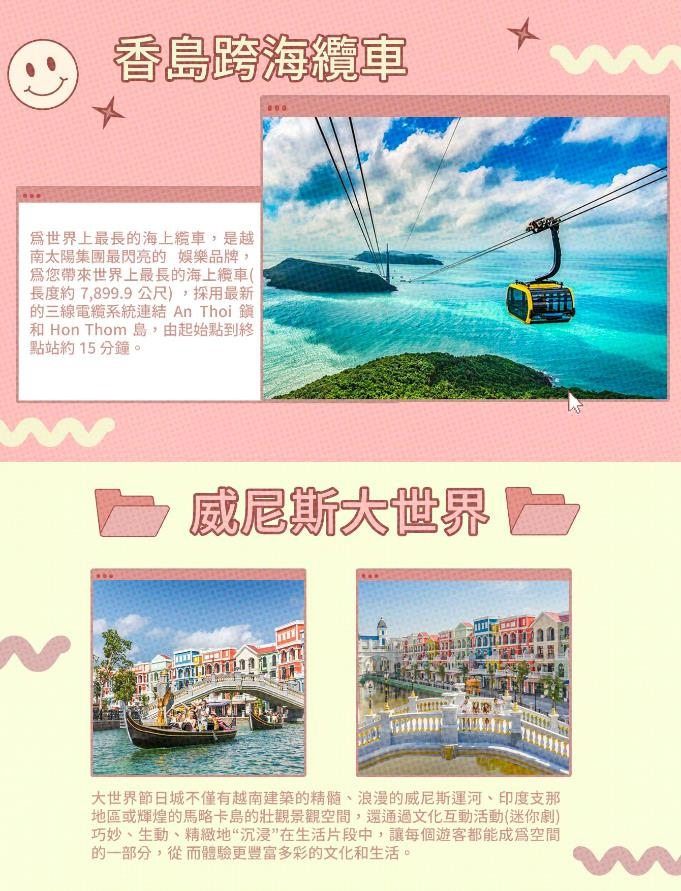 香島跨海纜車
爲世界上最長的海上纜車，是越
南太陽集團最閃亮的 娛樂品牌，
爲您帶來世界上最長的海上纜車(
長度約 7,899.9 公尺) ，採用最新
的三線電纜系統連結 An Thoi 鎮
和 Hon Thom 島，由起始點到終
點站約 15 分鐘。
威尼斯大世界
大世界節日城不僅有越南建築的精髓、浪漫的威尼斯運河、印度支那
地區或輝煌的馬略卡島的壯觀景觀空間，還通過文化互動活動(迷你劇)
巧妙、生動、精緻地“沉浸”在生活片段中，讓每個遊客都能成爲空間
的一部分，從 而體驗更豐富多彩的文化和生活。